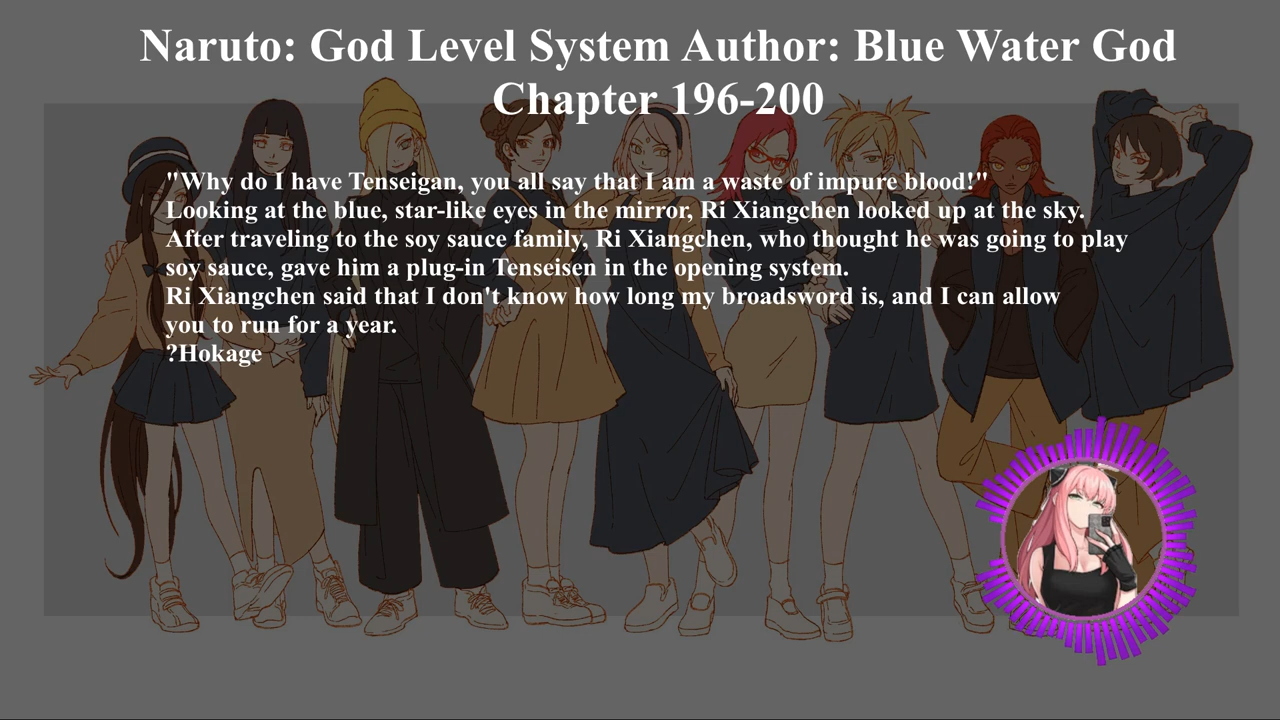 Naruto: God Level System Author: Blue Water God
Chapter 196-200
"Why do I have Tenseigan, you all say that I am a waste of impure blood!"
Looking at the blue, star-like eyes in the mirror, Ri Xiangchen looked up at the sky.
After traveling to the soy sauce family, Ri Xiangchen, who thought he was going to play
soy sauce, gave him a plug-in Tenseisen in the opening system.
Ri Xiangchen said that I don't know how long my broadsword is, and I can allow
you to run for a year.
?Hokage